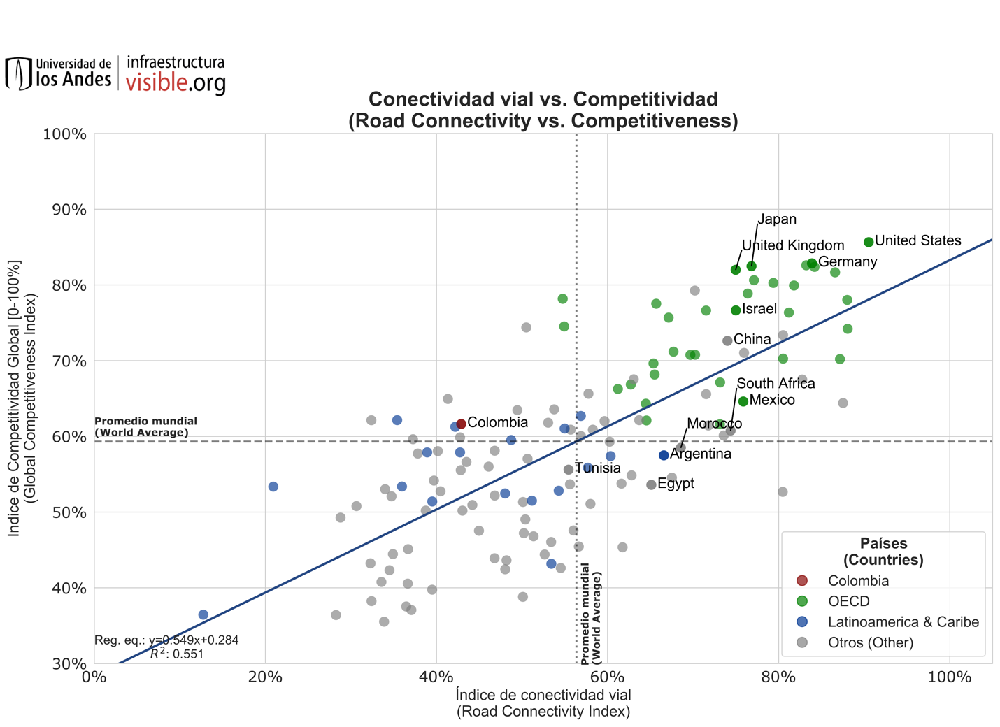 Universidad de
los Andes
infraestructura
visible.org
Conectividad vial vs. Competitividad
(Road Connectivity vs. Competitiveness)
100%
90%
80%
70%
60%
50%
40%
30%
Indice de Competitividad Global [0-100%]
(Global Competitiveness Index)
Japan
United Kingdom
United States
Germany
Israel
China
South Africa
Mexico
Promedio mundial
(World Average)
Colombia
Morocco
Argentina
Tunisia
Egypt
Promedio mundial
(World Average)
Países
(Countries)
Colombia
OECD
Latinoamerica & Caribe
Otros (Other)
Reg. eq.: y=0.549x+0.284
R²: 0.551
0%
20%
40%
60%
80%
100%
Índice de conectividad vial
(Road Connectivity Index)